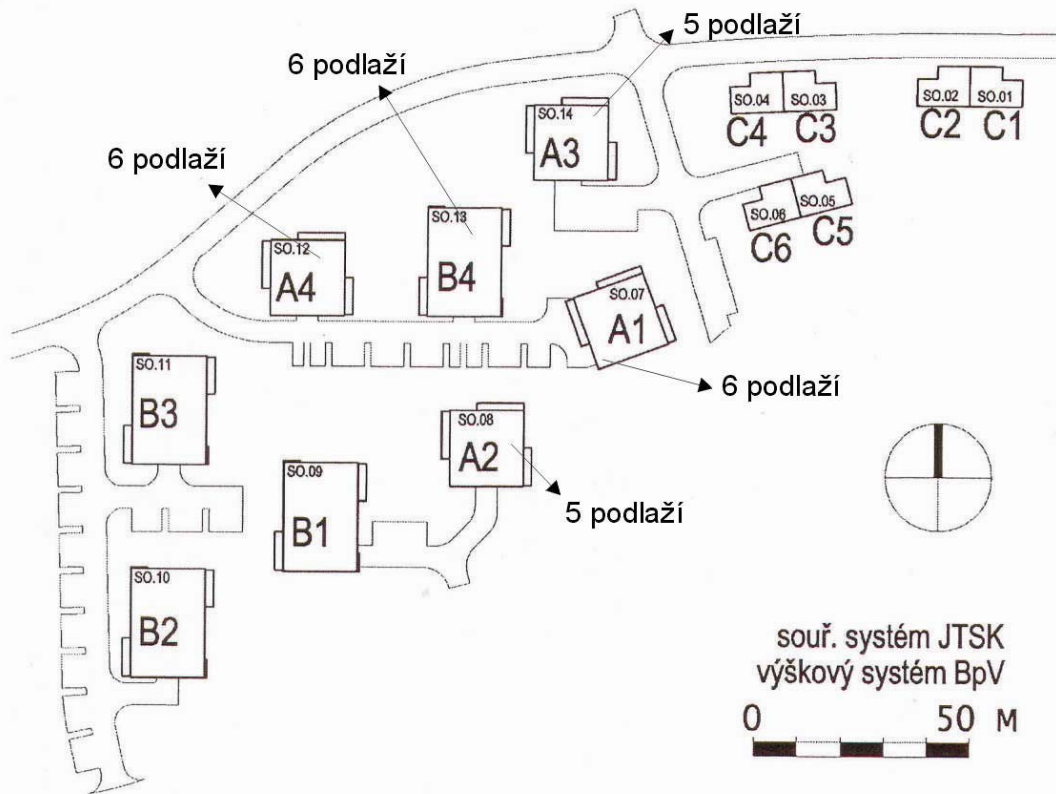 5 podlaží
6 podlaží
6 podlaží
SO.04
SO.03
C4
C3
SO.02
SO.01
C2
C1
SO.14
A3
SO.06
SO.05
C6
C5
SO.13
B4
SO.12
A4
SO.07
A1
6 podlaží
SO.11
B3
SO.08
A2
5 podlaží
SO.09
B1
SO.10
B2
souř. systém JTSK
výškový systém BpV
0 50 M